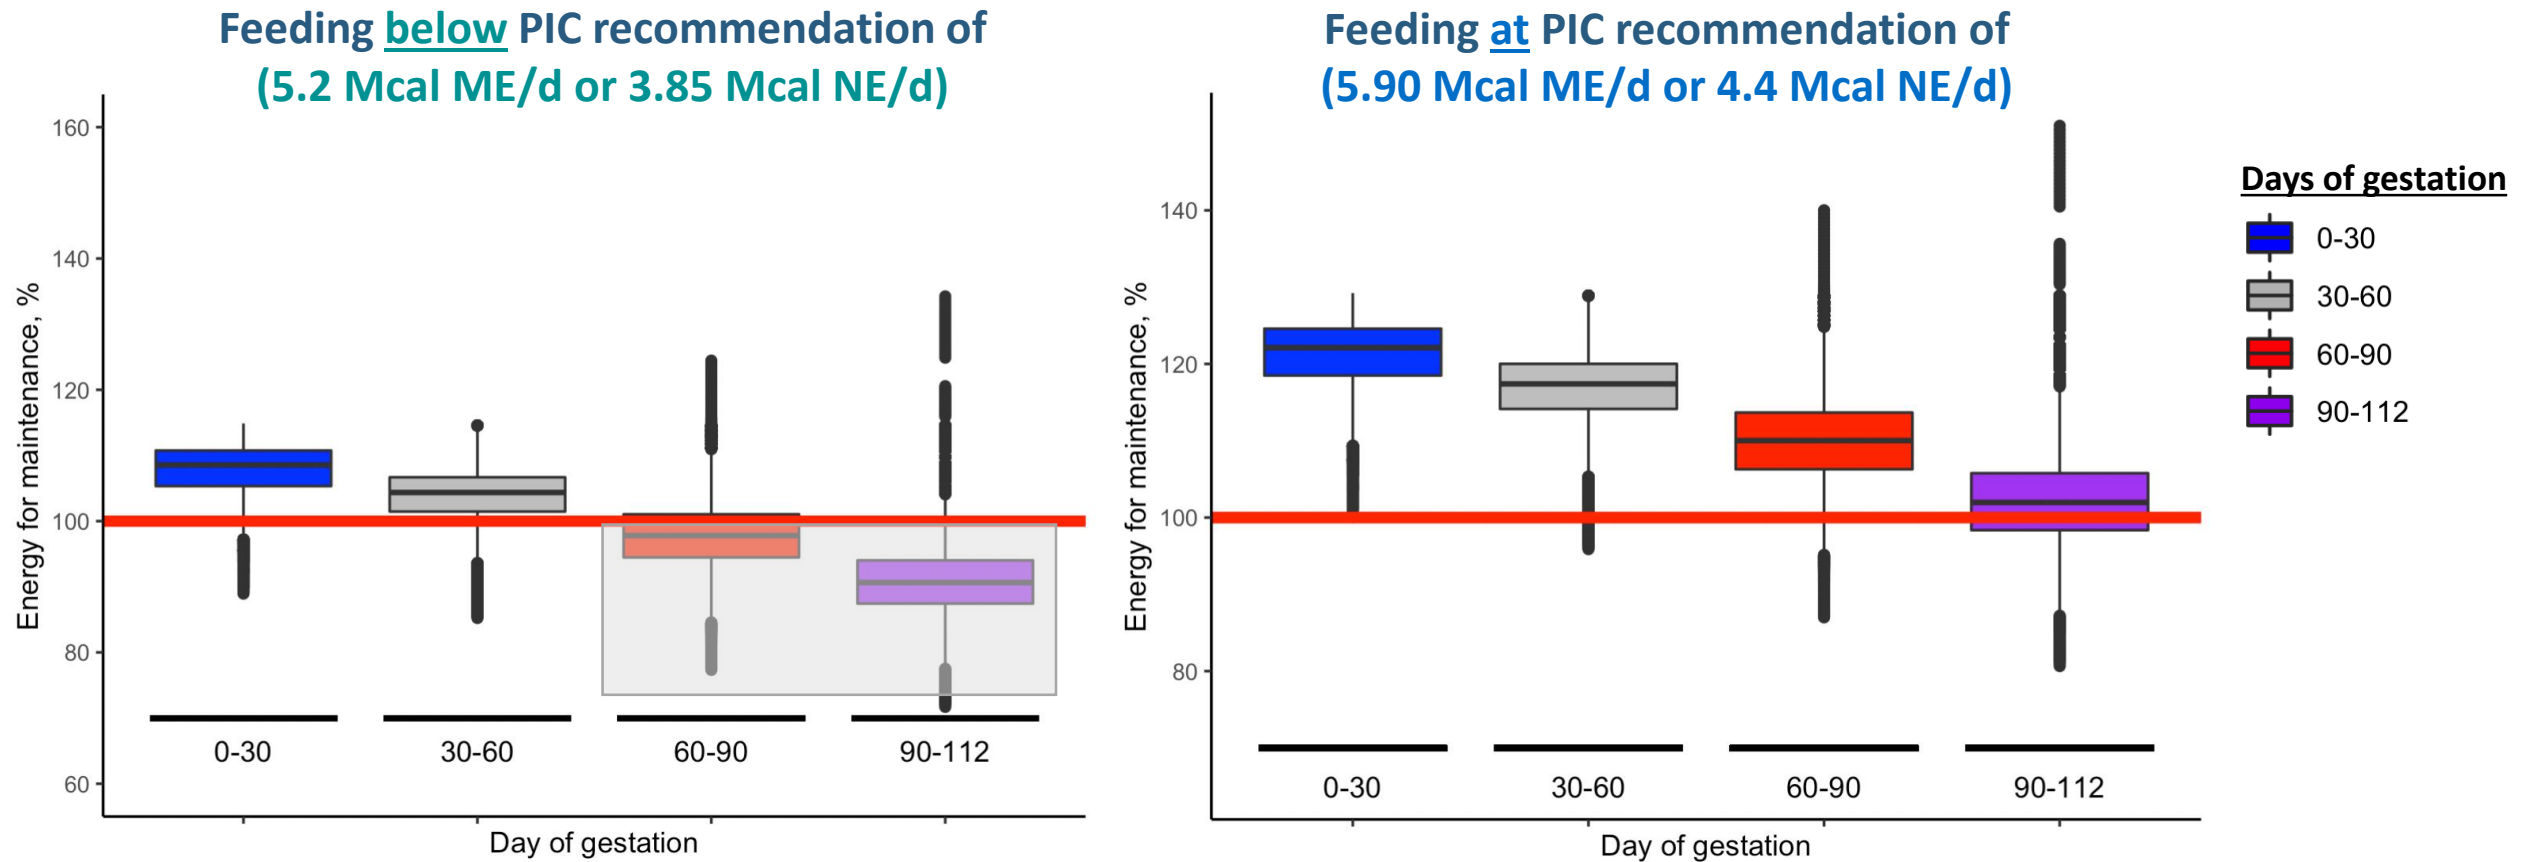 Feeding below PIC recommendation of
(5.2 Mcal ME/d or 3.85 Mcal NE/d)
Energy for maintenance, %
160
140
120
100
80
60
0-30
30-60
60-90
90-112
Day of gestation
Feeding at PIC recommendation of
(5.90 Mcal ME/d or 4.4 Mcal NE/d)
Energy for maintenance, %
140
120
100
80
0-30
30-60
60-90
90-112
Day of gestation
Days of gestation
0-30
30-60
60-90
90-112